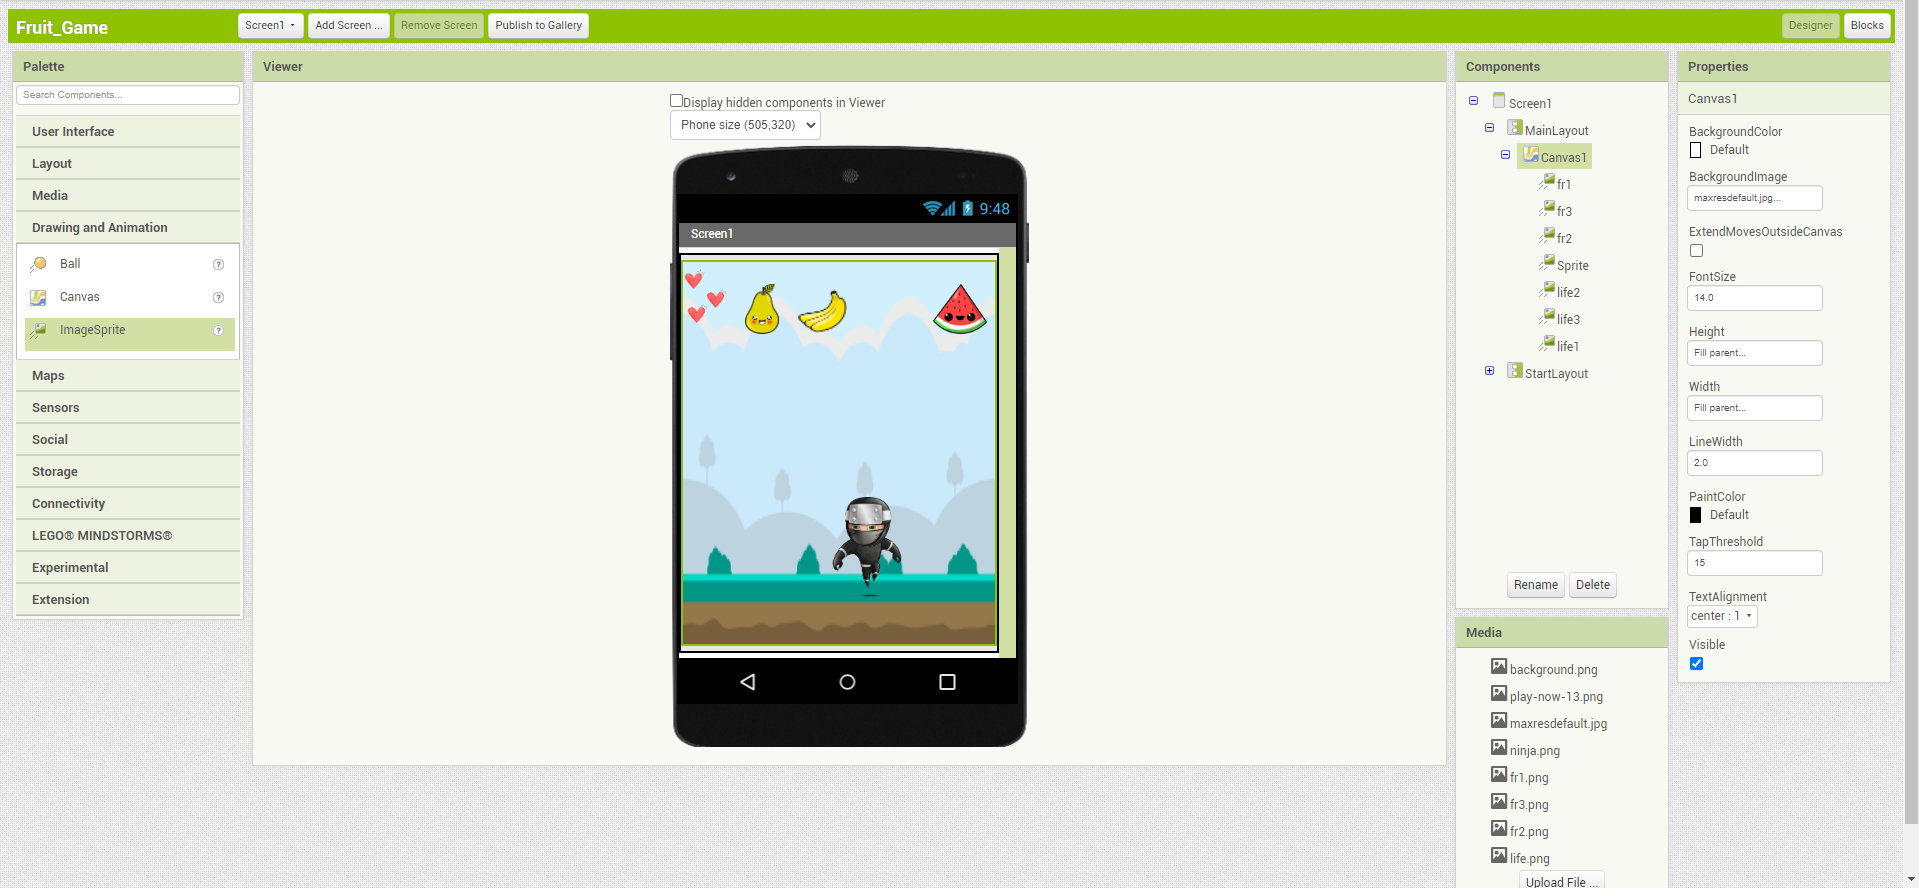 Fruit_Game
Screen1
Add Screen ...
Remove Screen
Publish to Gallery
Designer
Blocks
Palette
Search Components...
User Interface
Layout
Media
Drawing and Animation
Ball
?
Canvas
?
ImageSprite
?
Maps
Sensors
Social
Storage
Connectivity
LEGO® MINDSTORMS®
Experimental
Extension
Viewer
Display hidden components in Viewer
Phone size (505,320)
9:48
Screen1
Components
Screen1
MainLayout
Canvas1
fr1
fr3
fr2
Sprite
life2
life3
life1
StartLayout
Rename
Delete
Media
background.png
play-now-13.png
maxresdefault.jpg
ninja.png
fr1.png
fr3.png
fr2.png
life.png
Upload File ...
Properties
Canvas1
BackgroundColor
Default
BackgroundImage
maxresdefault.jpg...
ExtendMovesOutsideCanvas
FontSize
14.0
Height
Fill parent...
Width
Fill parent...
LineWidth
2.0
PaintColor
Default
TapThreshold
15
TextAlignment
center : 1
Visible